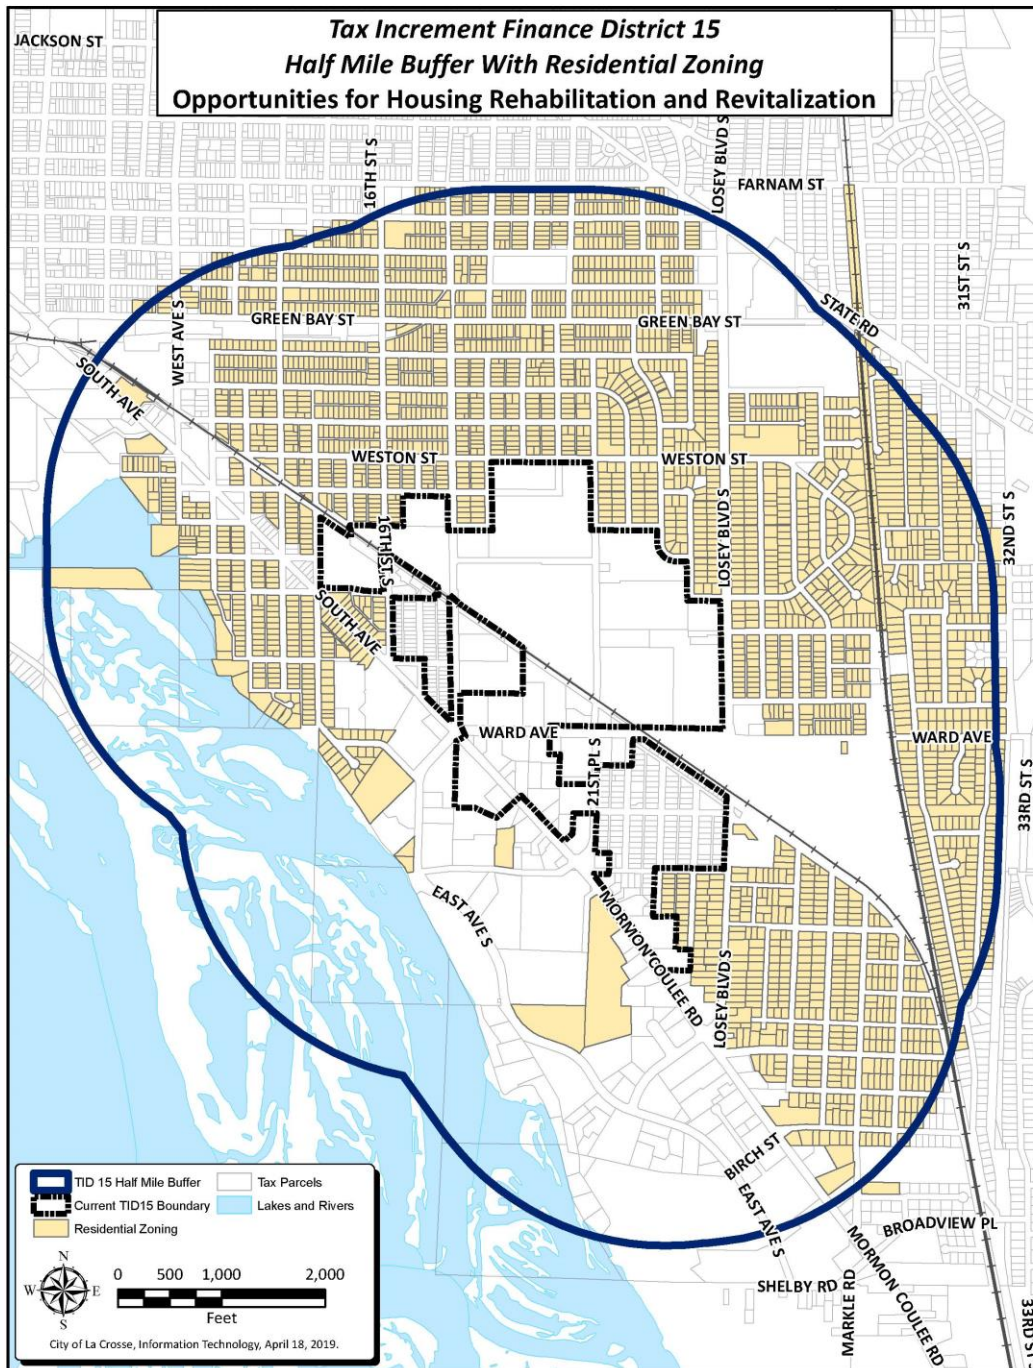 Tax Increment Finance District 15
Half Mile Buffer With Residential Zoning
Opportunities for Housing Rehabilitation and Revitalization
JACKSON ST
16TH ST S
LOSEY BLVD S
FARNAM ST
31ST ST S
STATE RD
WEST AVE S
GREEN BAY ST
GREEN BAY ST
SOUTH AVE
WESTON ST
WESTON ST
16TH ST S
LOSEY BLVD S
32ND ST S
SOUTH AVE
WARD AVE
WARD AVE
21ST PL S
33RD ST S
EAST AVE S
MORMON COULEE RD
LOSEY BLVD S
BIRCH ST
EAST AVE S
BROADVIEW PL
MORMON COULEE RD
SHELBY RD
MARKLE RD
33RD ST S
TID 15 Half Mile Buffer
Tax Parcels
Current TID15 Boundary
Lakes and Rivers
Residential Zoning
N
W E
S
0 500 1,000 2,000
Feet
City of La Crosse, Information Technology, April 18, 2019.